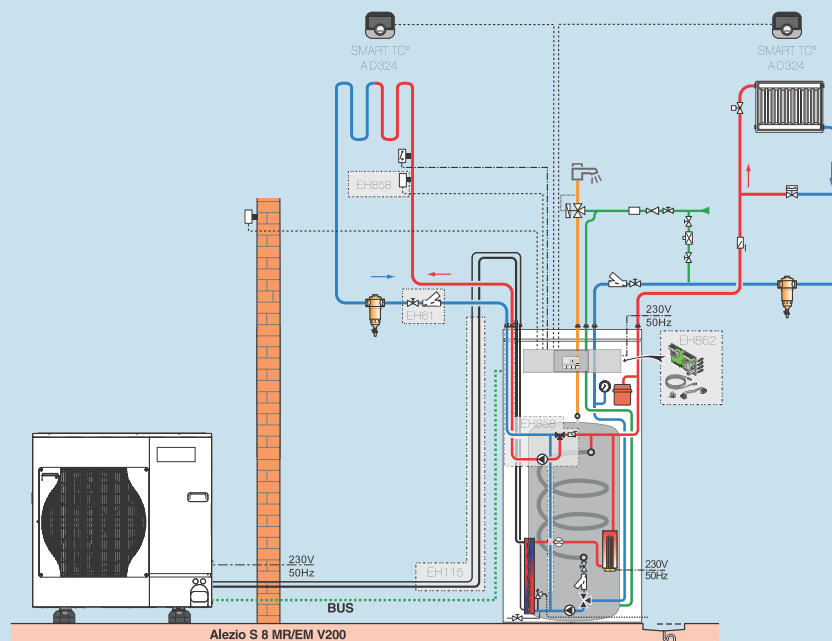 SMART TC°
AD324
SMART TC°
AD324
EH858
EH61
230V
50Hz
EH862
EH115
230V
50Hz
230V
50Hz
BUS
Alezio S 8 MR/EM V200